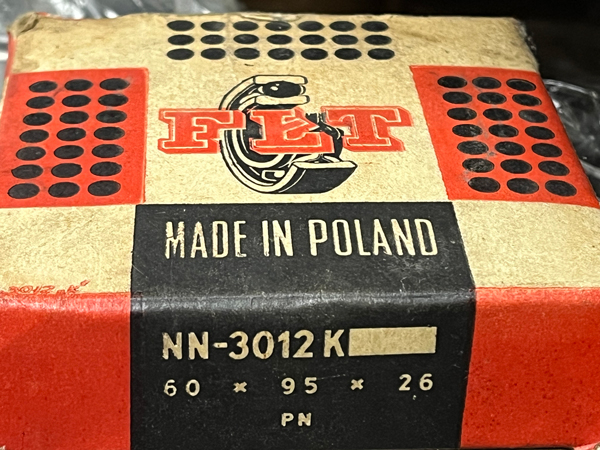 FŁT
MADE IN POLAND
NN-3012 K
60 × 95 × 26
PN